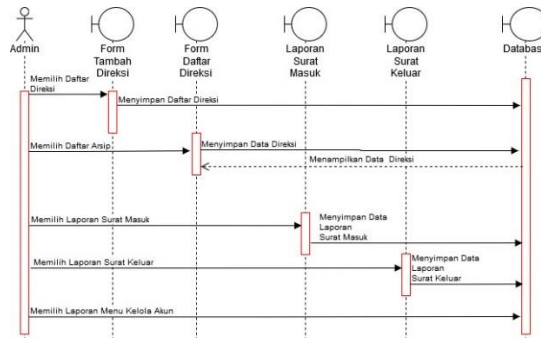 Admin
Form
Tambah
Direksi
Form
Daftar
Direksi
Laporan
Surat
Masuk
Laporan
Surat
Keluar
Databas
Memilih Daftar
Direksi
Menyimpan Daftar Direksi
Memilih Daftar Arsip
Menyimpan Data Direksi
Menampilkan Data Direksi
Memilih Laporan Surat Masuk
Menyimpan Data
Laporan
Surat Masuk
Memilih Laporan Surat Keluar
Menyimpan Data
Laporan
Surat Keluar
Memilih Laporan Menu Kelola Akun